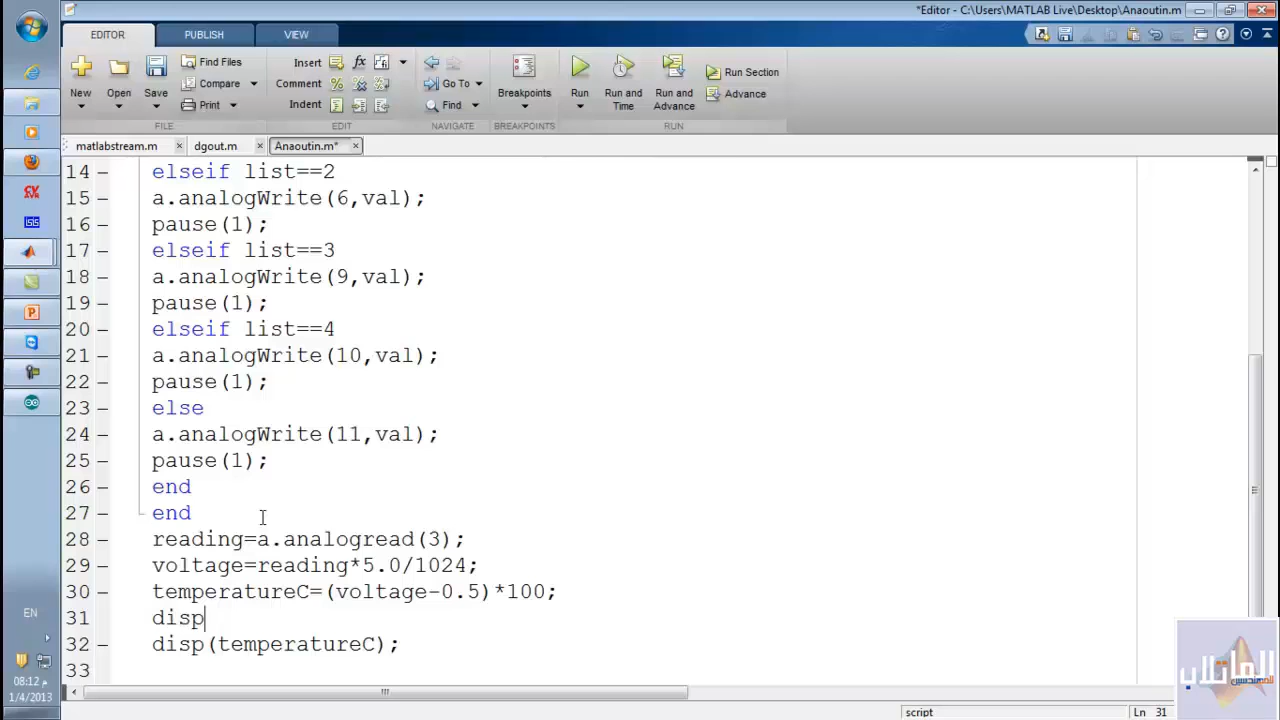 *Editor - C:\Users\MATLAB Live\Desktop\Anaoutin.m*
EDITOR PUBLISH VIEW
New Open Save Find Files Compare Print
Insert fx Comment % Indent
Go To Find
Breakpoints
Run Run and Time Run and Advance Run Section Advance
FILE EDIT NAVIGATE BREAKPOINTS RUN
matlabstream.m dgout.m Anaoutin.m*
14 – elseif list==2
15 – a.analogWrite(6,val);
16 – pause(1);
17 – elseif list==3
18 – a.analogWrite(9,val);
19 – pause(1);
20 – elseif list==4
21 – a.analogWrite(10,val);
22 – pause(1);
23 – else
24 – a.analogWrite(11,val);
25 – pause(1);
26 – end
27 – end
28 – reading=a.analogread(3);
29 – voltage=reading*5.0/1024;
30 – temperatureC=(voltage-0.5)*100;
31 disp
32 – disp(temperatureC);
33
script Ln 31
EN
08:12 م
1/4/2013
الماتلاب
للمهندسين